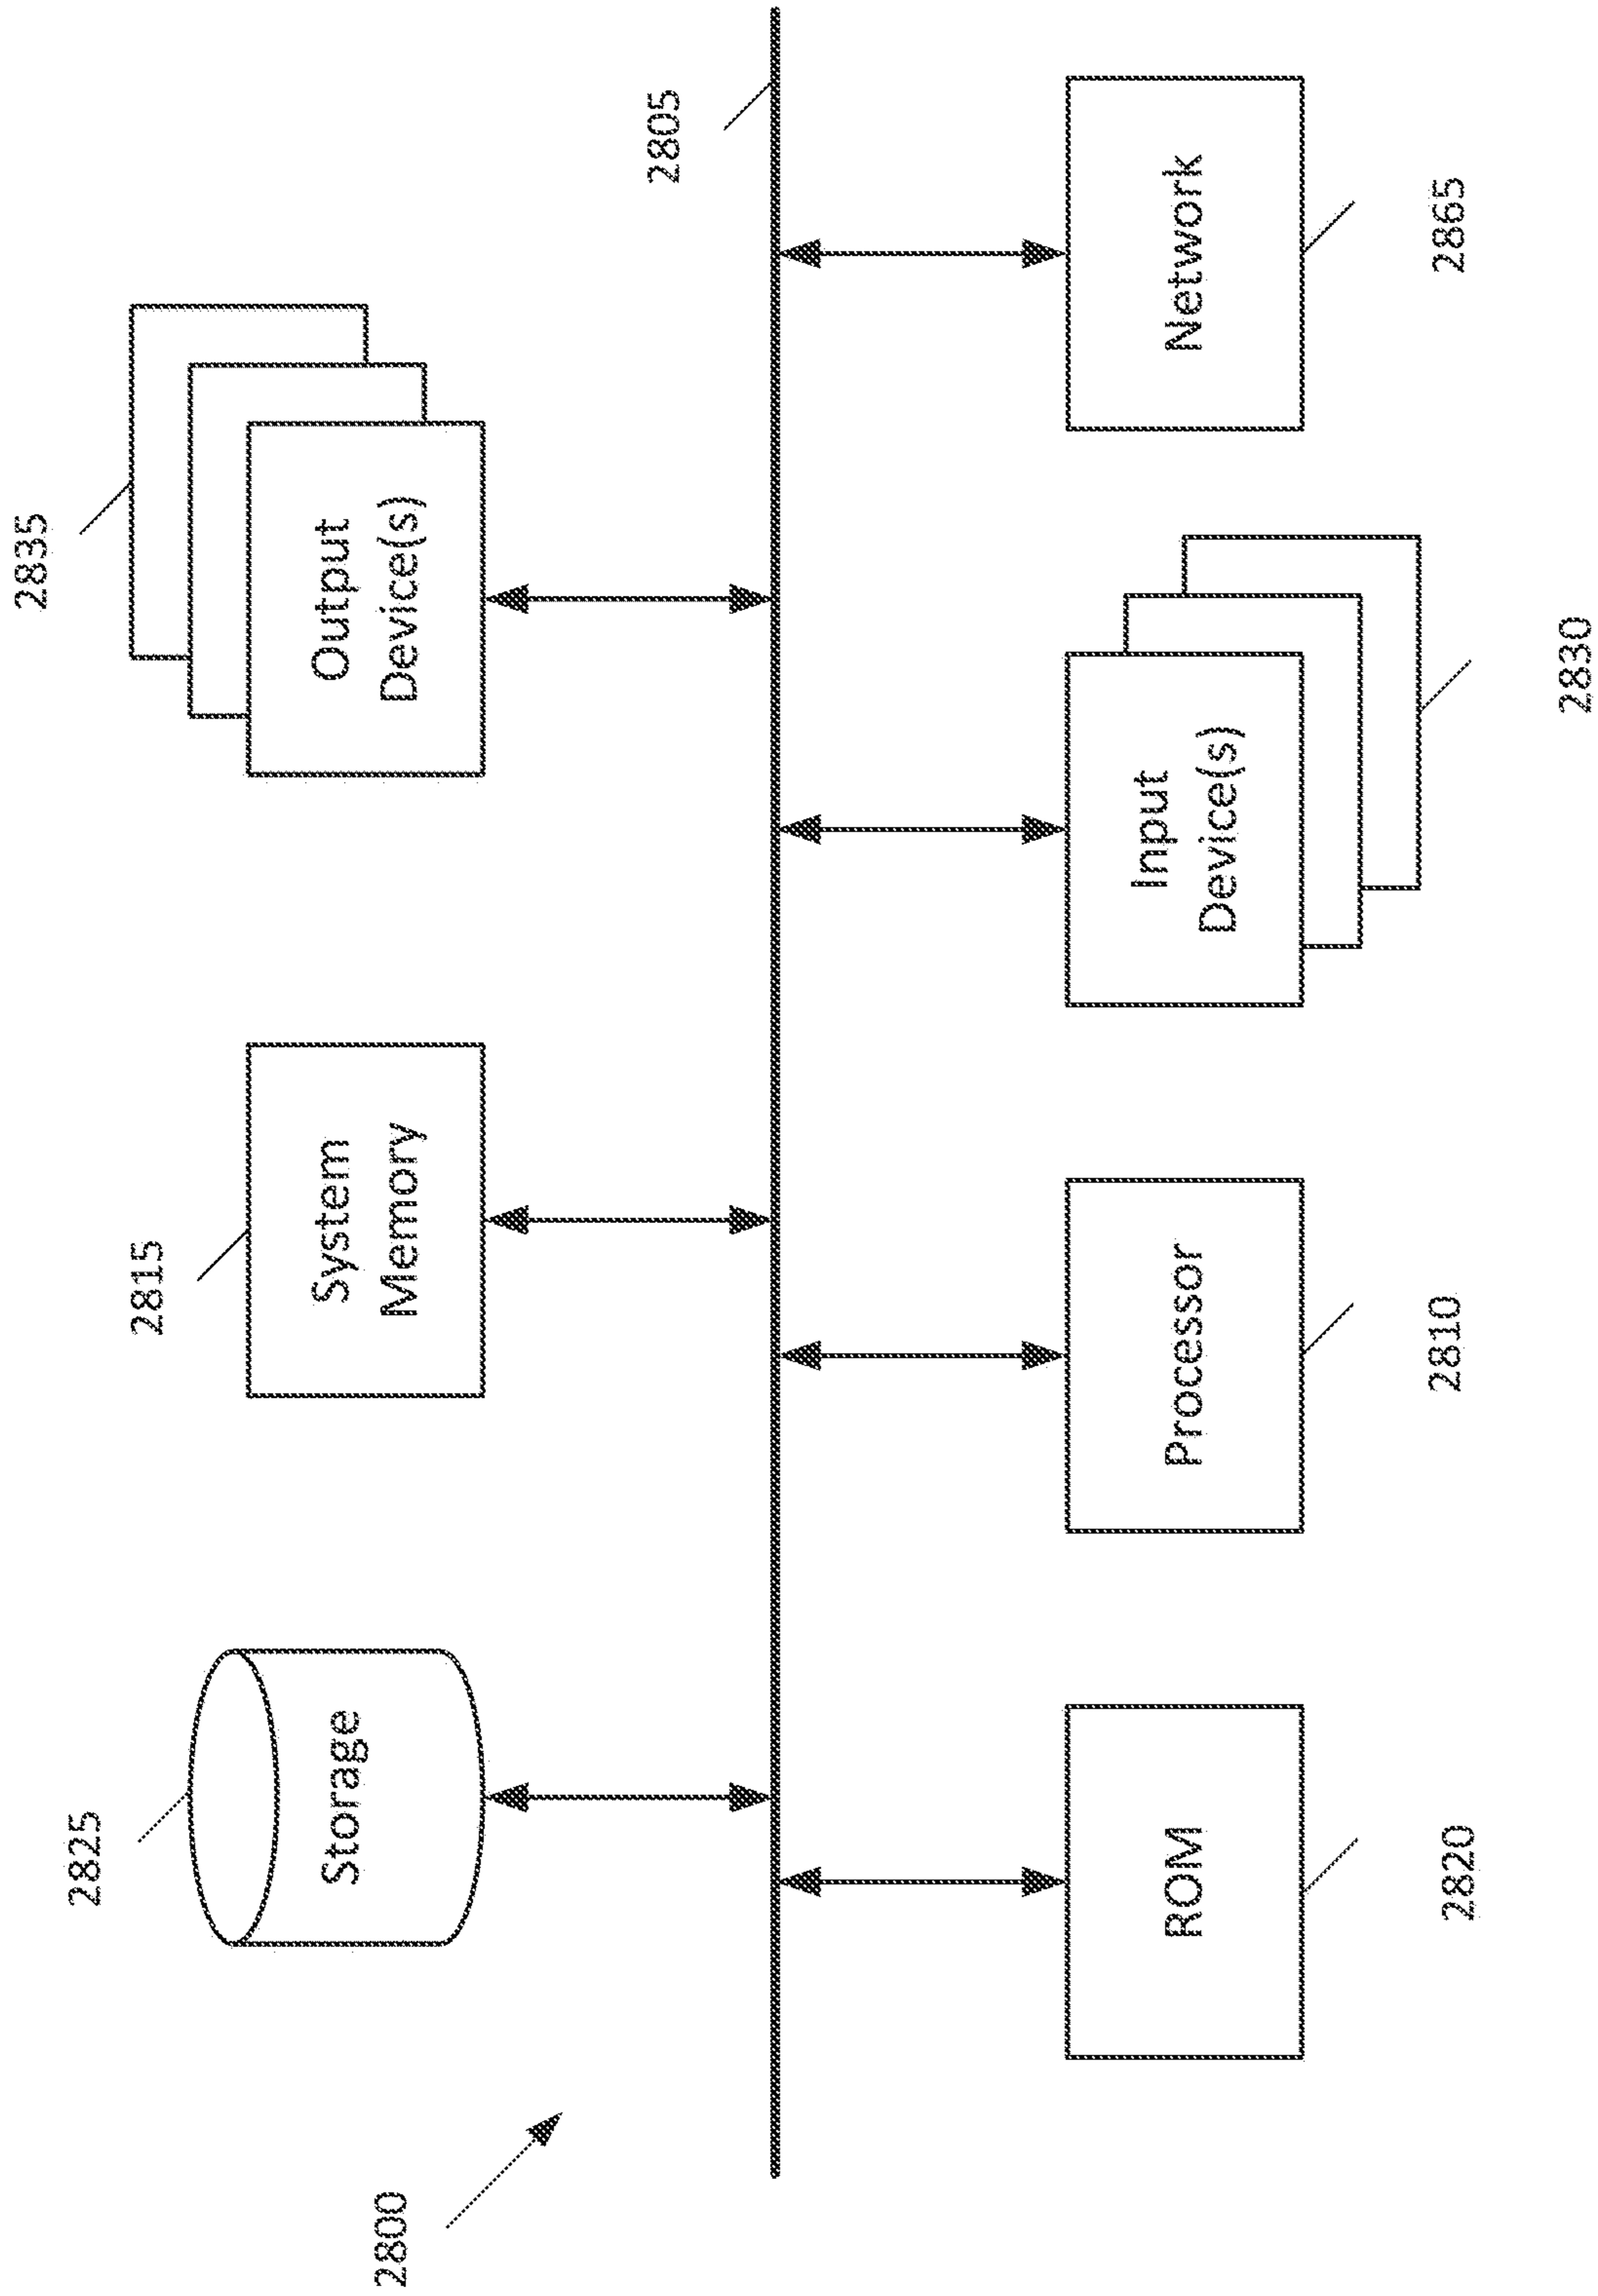 2825
2815
2835
Storage
System
Memory
Output
Device(s)
2800
2805
ROM
Processor
Input
Device(s)
Network
2820
2810
2830
2865